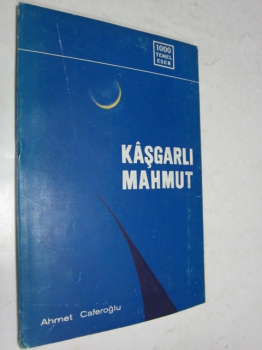 1000
TEMEL
ESER
KÂŞGARLI
MAHMUT
Ahmet Caferoğlu